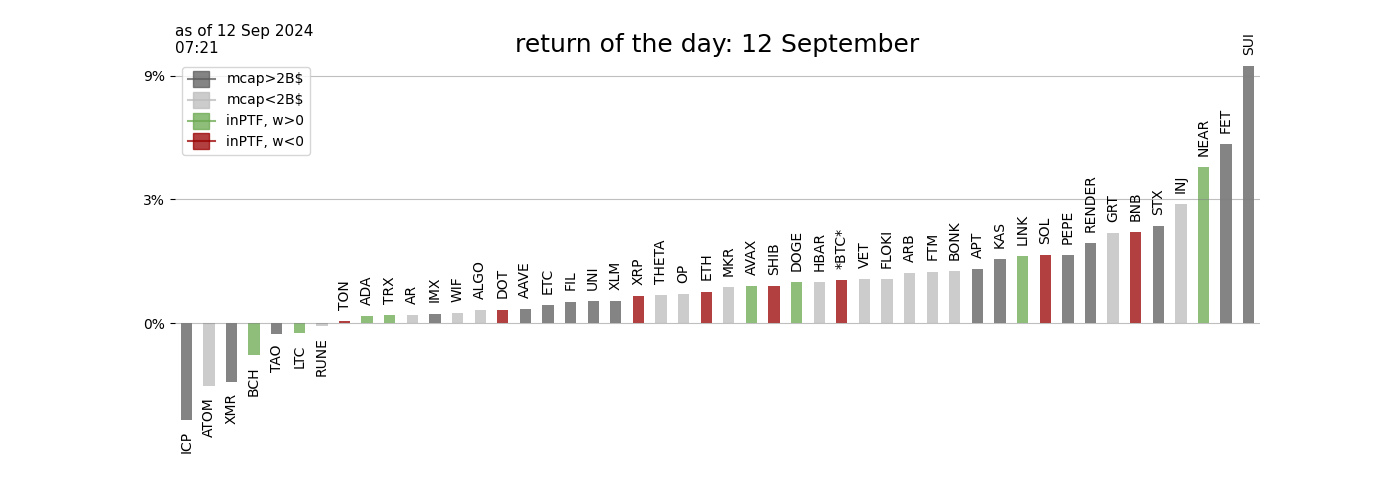 as of 12 Sep 2024
07:21
return of the day: 12 September
9%
3%
0%
mcap>2B$
mcap<2B$
inPTF, w>0
inPTF, w<0
ICP
ATOM
XMR
BCH
TAO
LTC
RUNE
TON
ADA
TRX
AR
IMX
WIF
ALGO
DOT
AAVE
ETC
FIL
UNI
XLM
XRP
THETA
OP
ETH
MKR
AVAX
SHIB
DOGE
HBAR
*BTC*
VET
FLOKI
ARB
FTM
BONK
APT
KAS
LINK
SOL
PEPE
RENDER
GRT
BNB
STX
INJ
NEAR
FET
SUI